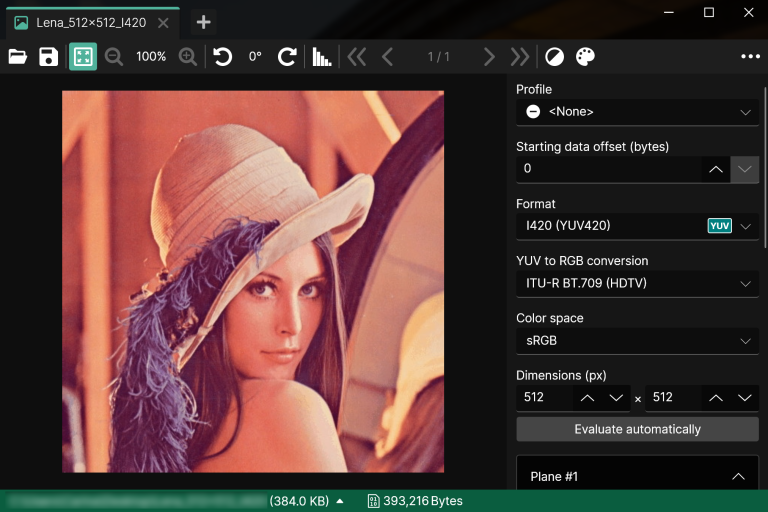 Lena_512×512_I420
100%
0°
1 / 1
Profile
<None>
Starting data offset (bytes)
0
Format
I420 (YUV420)
YUV
YUV to RGB conversion
ITU-R BT.709 (HDTV)
Color space
sRGB
Dimensions (px)
512
×
512
Evaluate automatically
Plane #1
(384.0 KB)
393,216 Bytes